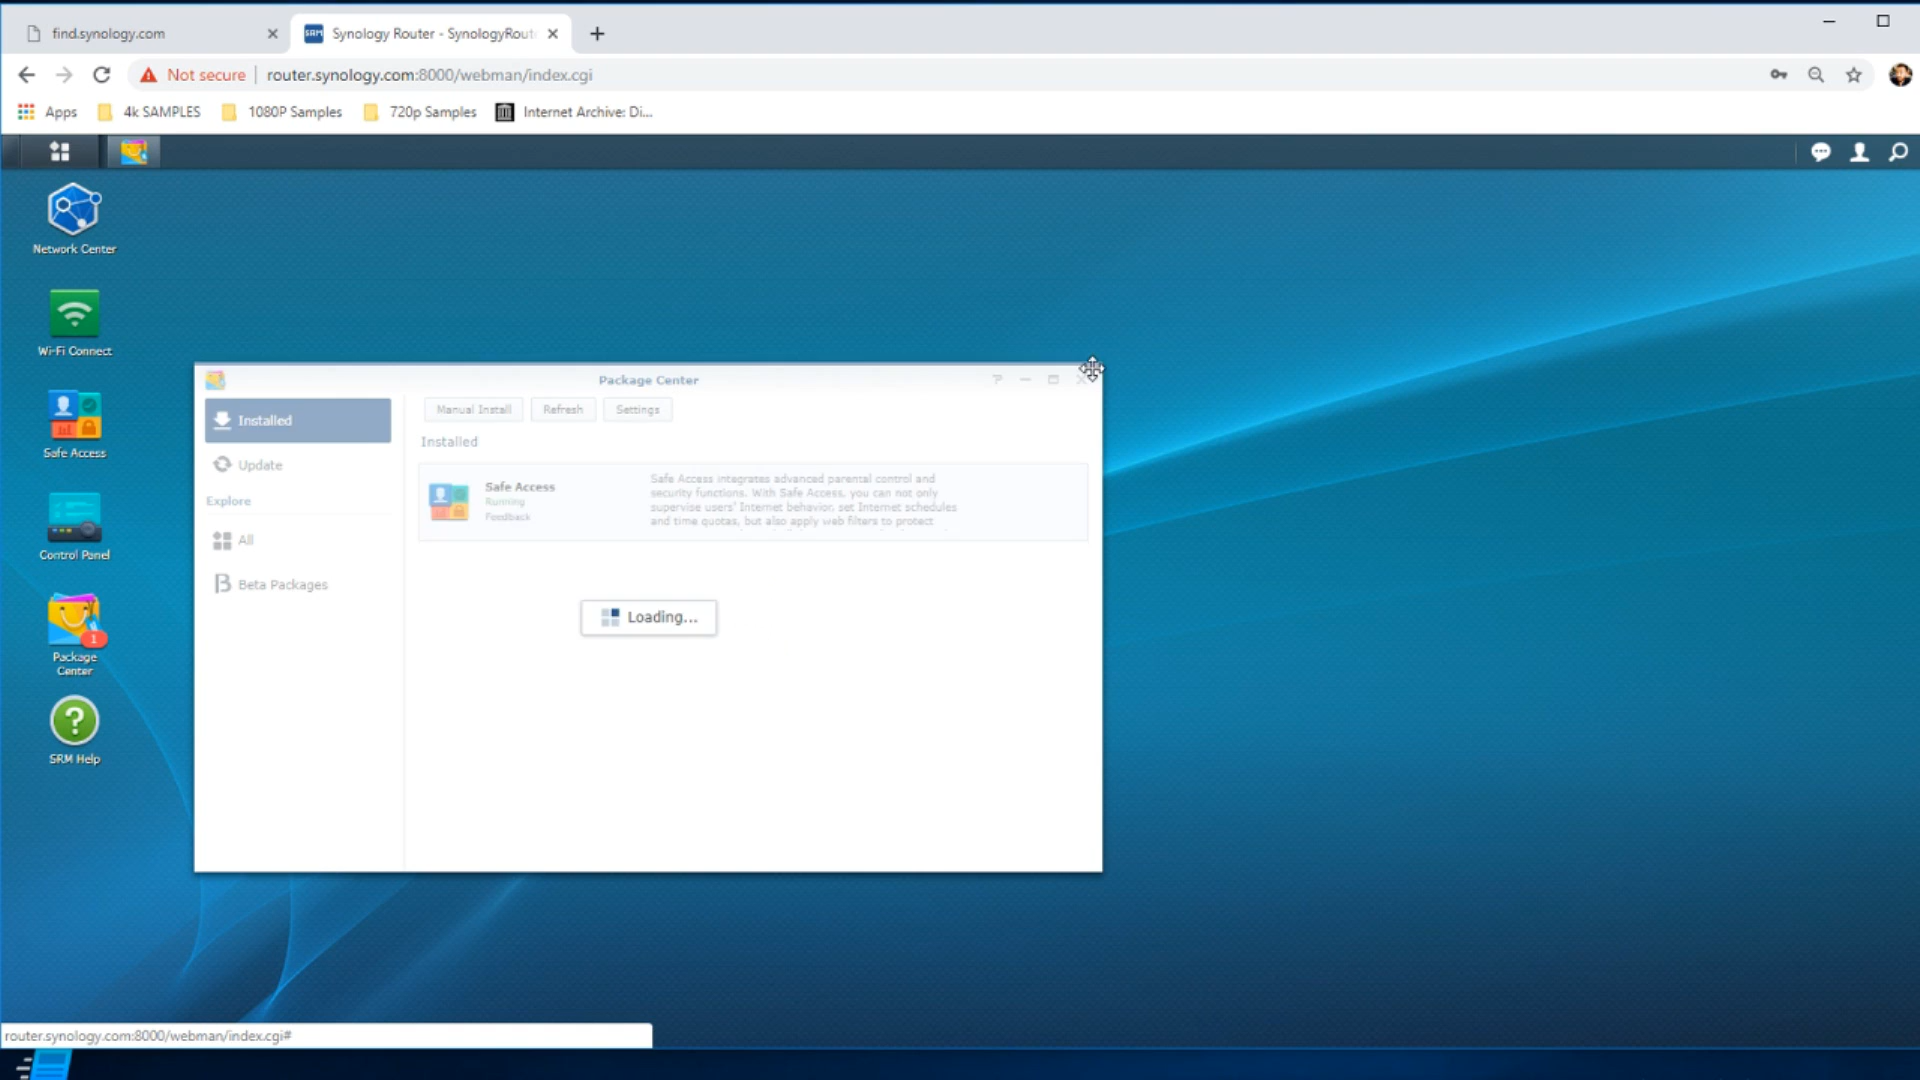 find.synology.com
SRM
Synology Router - SynologyRout
Not secure
router.synology.com:8000/webman/index.cgi
Apps
4k SAMPLES
1080P Samples
720p Samples
Internet Archive: Di...
Network Center
Wi-Fi Connect
Safe Access
Control Panel
1
Package
Center
SRM Help
Package Center
Installed
Update
Explore
All
Beta Packages
Manual Install
Refresh
Settings
Installed
Safe Access
Running
Feedback
Safe Access integrates advanced parental control and
security functions. With Safe Access, you can not only
supervise users' Internet behavior, set Internet schedules
and time quotas, but also apply web filters to protect
Loading...
router.synology.com:8000/webman/index.cgi#